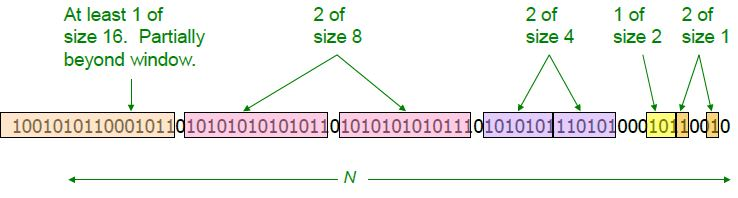 At least 1 of
size 16. Partially
beyond window.
2 of
size 8
2 of
size 4
1 of
size 2
2 of
size 1
1001010110001011010101010101011010101010101110101010111010100010110010
N